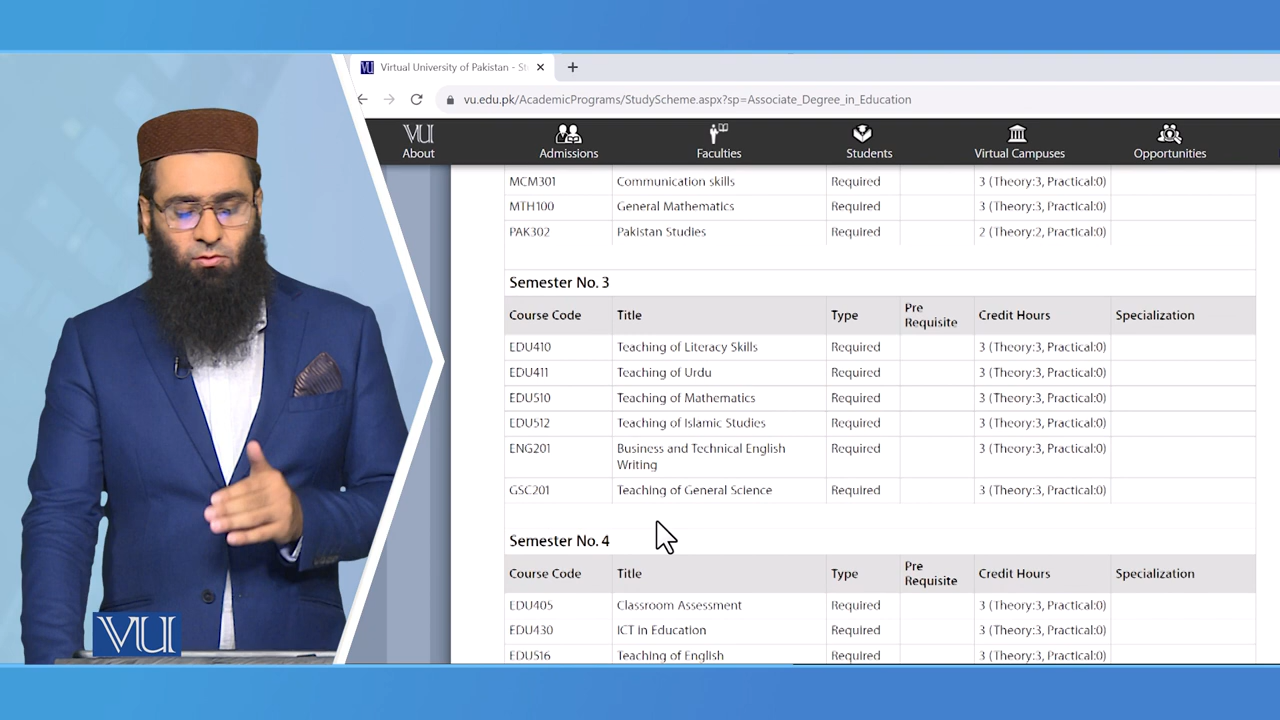 Virtual University of Pakistan - St
vu.edu.pk/AcademicPrograms/StudyScheme.aspx?sp=Associate_Degree_in_Education
VU
About Admissions Faculties Students Virtual Campuses Opportunities
MCM301 Communication skills Required 3 (Theory:3, Practical:0)
MTH100 General Mathematics Required 3 (Theory:3, Practical:0)
PAK302 Pakistan Studies Required 2 (Theory:2, Practical:0)
Semester No. 3
Course Code Title Type Pre Requisite Credit Hours Specialization
EDU410 Teaching of Literacy Skills Required 3 (Theory:3, Practical:0)
EDU411 Teaching of Urdu Required 3 (Theory:3, Practical:0)
EDU510 Teaching of Mathematics Required 3 (Theory:3, Practical:0)
EDU512 Teaching of Islamic Studies Required 3 (Theory:3, Practical:0)
ENG201 Business and Technical English Writing Required 3 (Theory:3, Practical:0)
GSC201 Teaching of General Science Required 3 (Theory:3, Practical:0)
Semester No. 4
Course Code Title Type Pre Requisite Credit Hours Specialization
EDU405 Classroom Assessment Required 3 (Theory:3, Practical:0)
EDU430 ICT in Education Required 3 (Theory:3, Practical:0)
EDU516 Teaching of English Required 3 (Theory:3, Practical:0)
VU